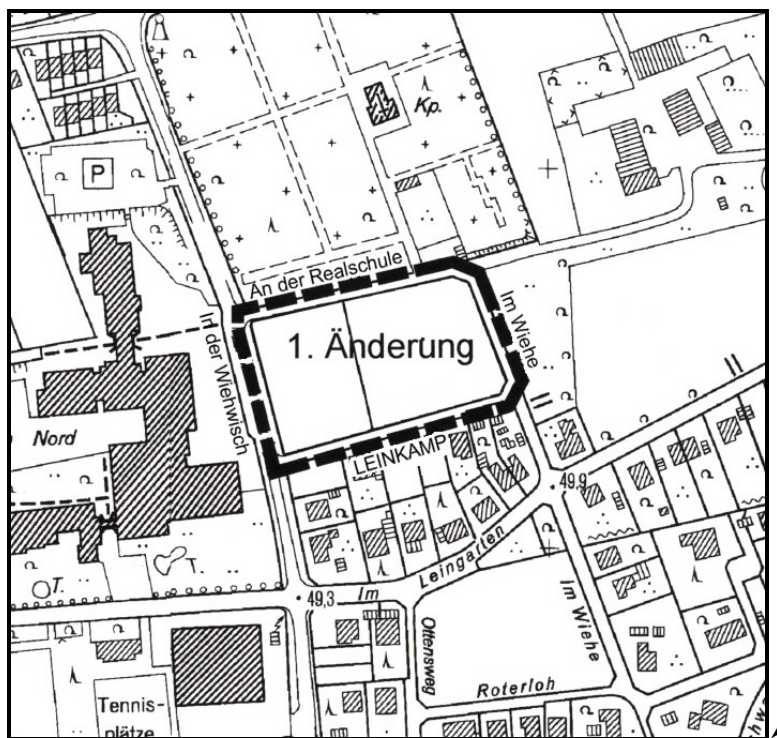 Kp.
P
An der Realschule
Im Wiehe
In der Wiehwisch
1. Änderung
Nord
LEINKAMP
49,9
T.
T.
49,3
Im
Leingarten
Ottensweg
Im Wiehe
Roterloh
Tennis-
plätze